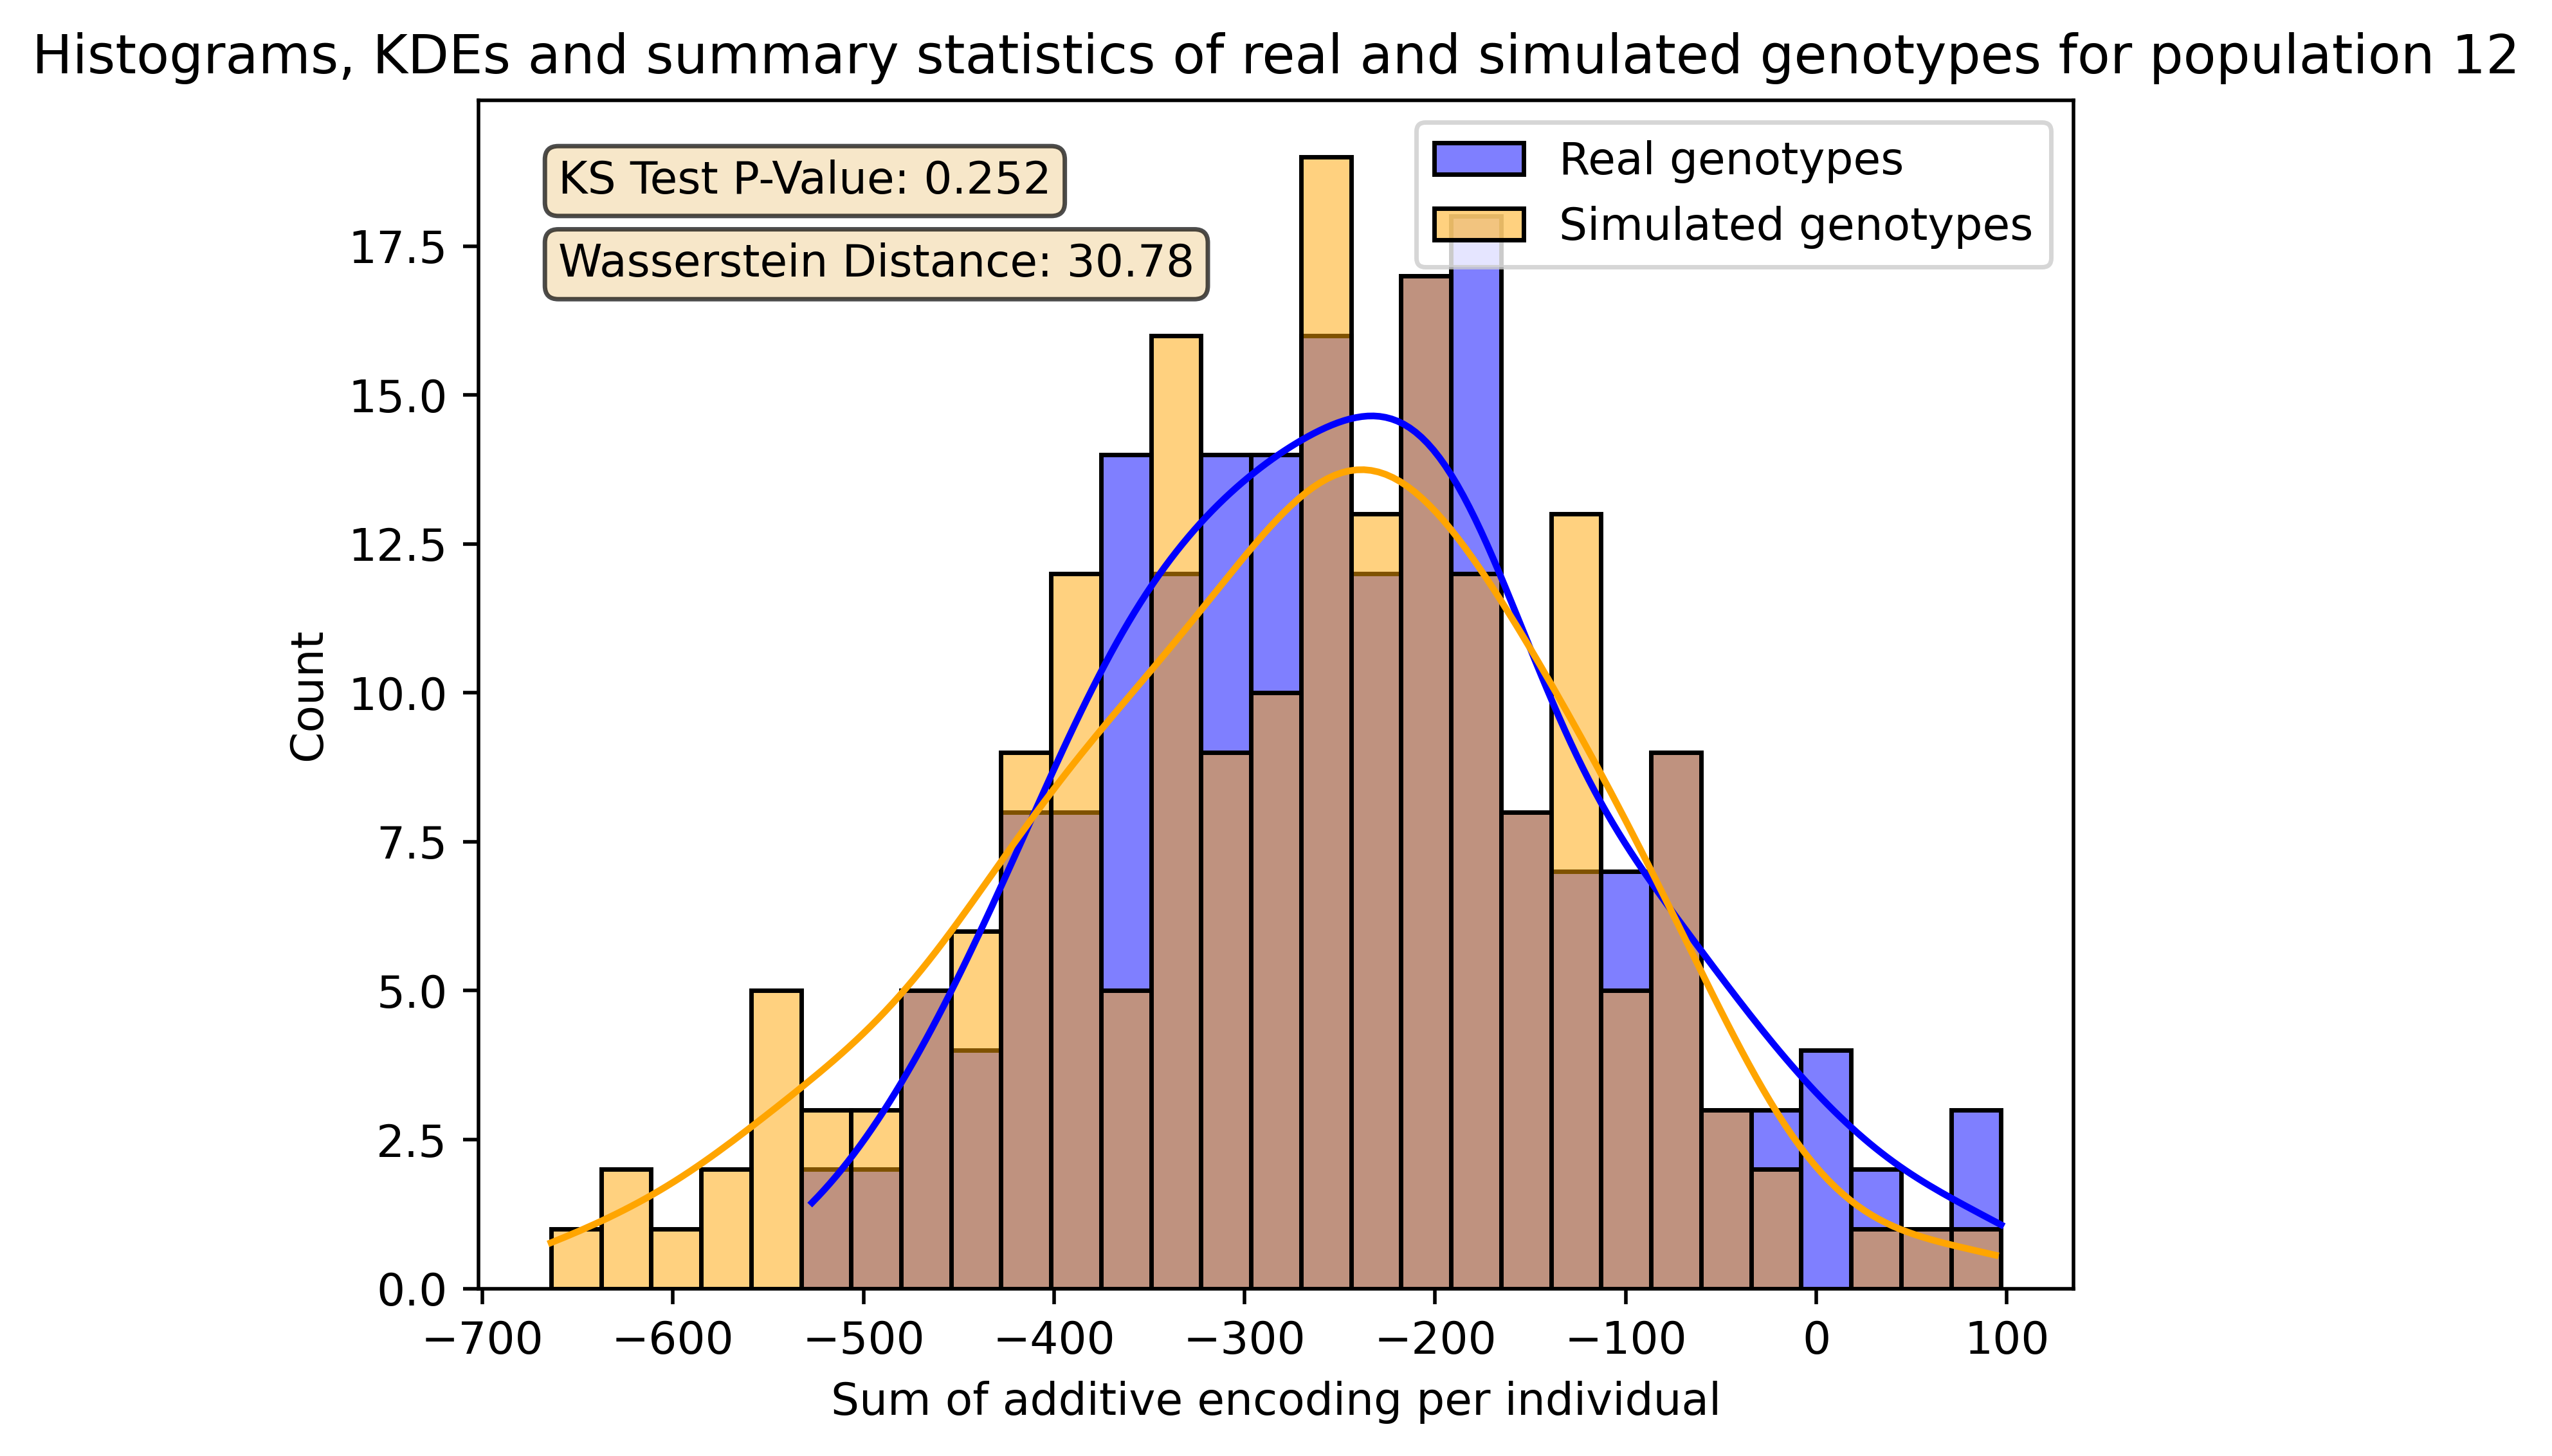 Histograms, KDEs and summary statistics of real and simulated genotypes for population 12
KS Test P-Value: 0.252
Wasserstein Distance: 30.78
Real genotypes
Simulated genotypes
17.5
15.0
12.5
10.0
7.5
5.0
2.5
0.0
Count
−700 −600 −500 −400 −300 −200 −100 0 100
Sum of additive encoding per individual